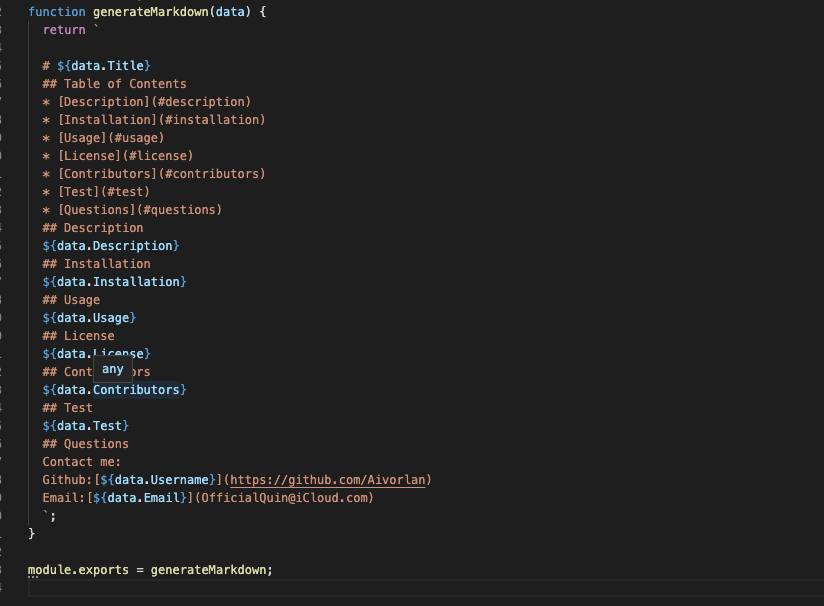 function generateMarkdown(data) {
return `
# ${data.Title}
## Table of Contents
* [Description](#description)
* [Installation](#installation)
* [Usage](#usage)
* [License](#license)
* [Contributors](#contributors)
* [Test](#test)
* [Questions](#questions)
## Description
${data.Description}
## Installation
${data.Installation}
## Usage
${data.Usage}
## License
${data.License}
any
${data.Contributors}
## Test
${data.Test}
## Questions
Contact me:
Github:[${data.Username}](https://github.com/Aivorlan)
Email:[${data.Email}](OfficialQuin@iCloud.com)
`;
}
module.exports = generateMarkdown;